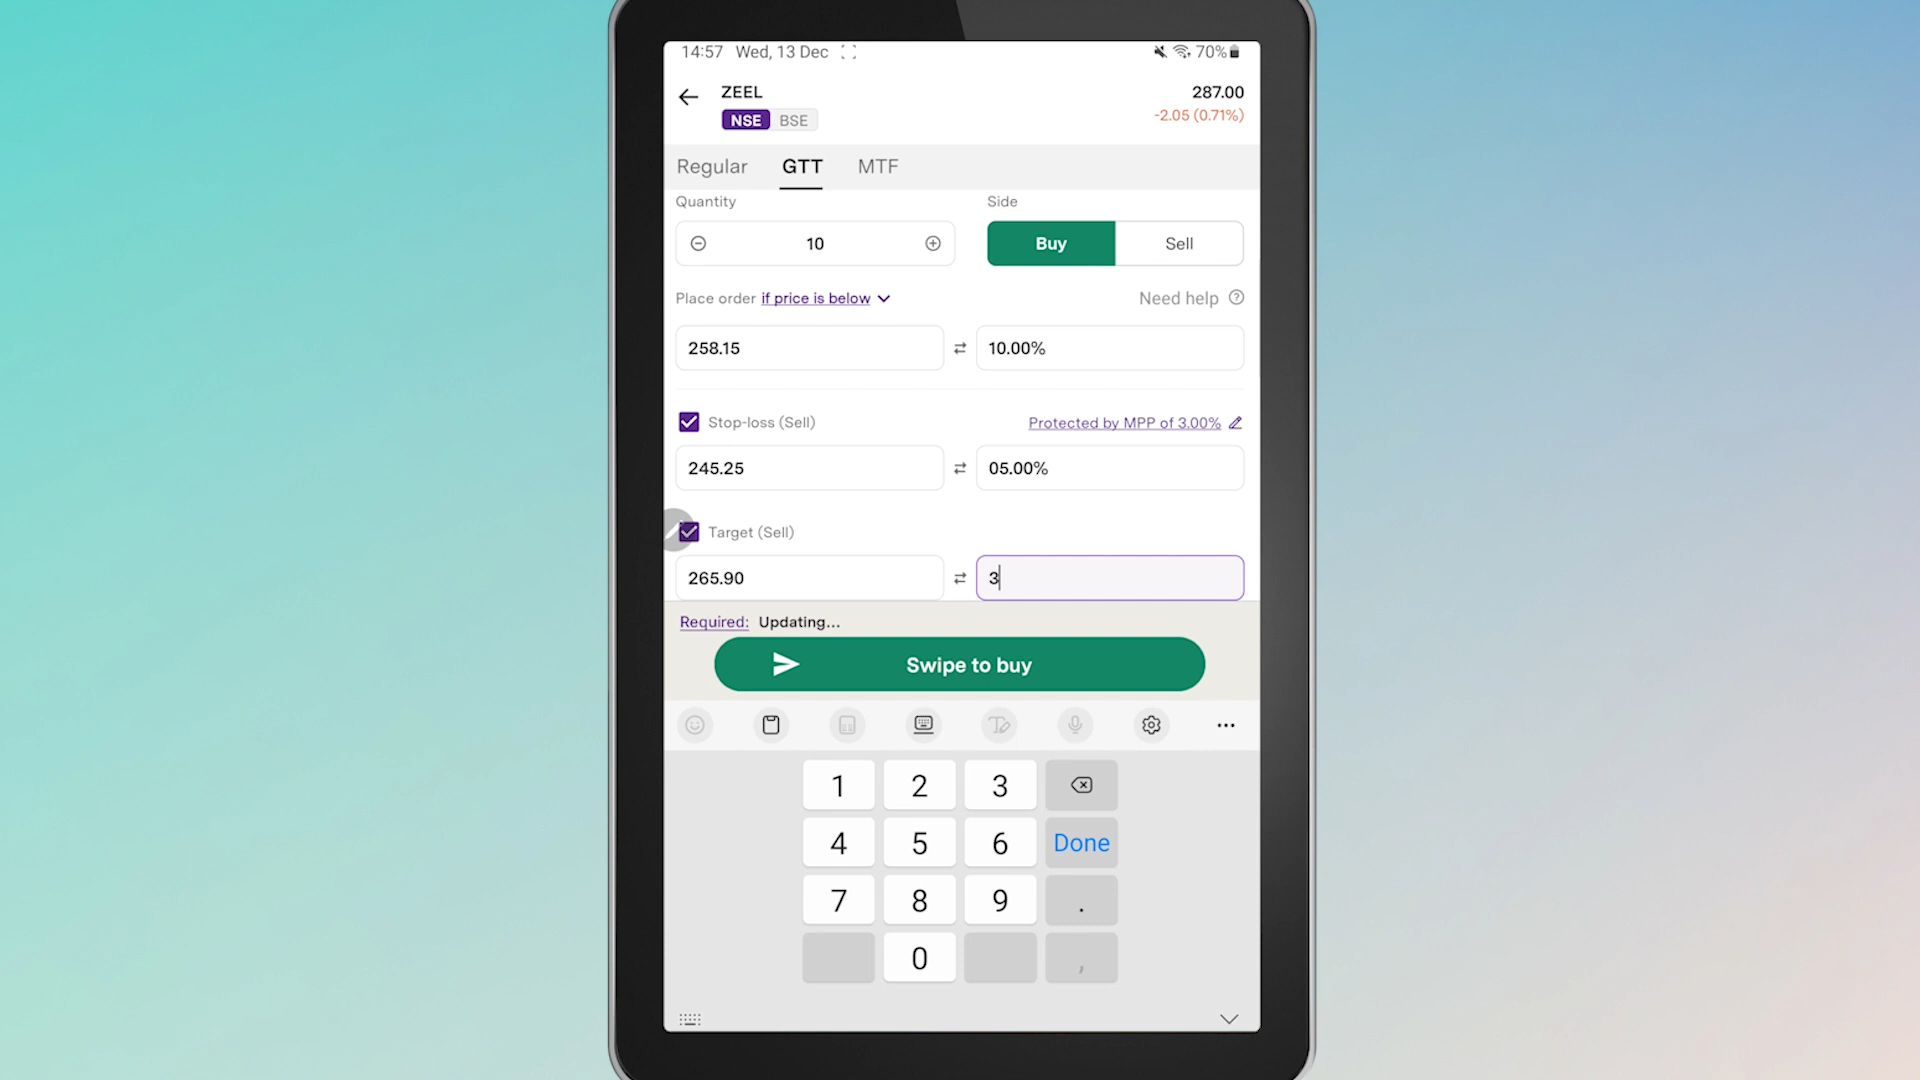 14:57 Wed, 13 Dec 70%
ZEEL 287.00
NSE BSE -2.05 (0.71%)
Regular GTT MTF
Quantity Side
10 Buy Sell
Place order if price is below Need help
258.15 10.00%
Stop-loss (Sell) Protected by MPP of 3.00%
245.25 05.00%
Target (Sell)
265.90 3
Required: Updating...
Swipe to buy
1 2 3
4 5 6 Done
7 8 9 .
0 ,